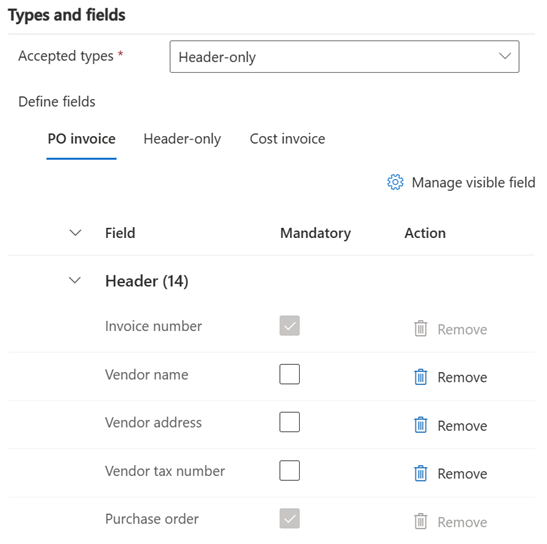 Types and fields
Accepted types *
Header-only
Define fields
PO invoice Header-only Cost invoice
Manage visible field
Field Mandatory Action
Header (14)
Invoice number Remove
Vendor name Remove
Vendor address Remove
Vendor tax number Remove
Purchase order Remove